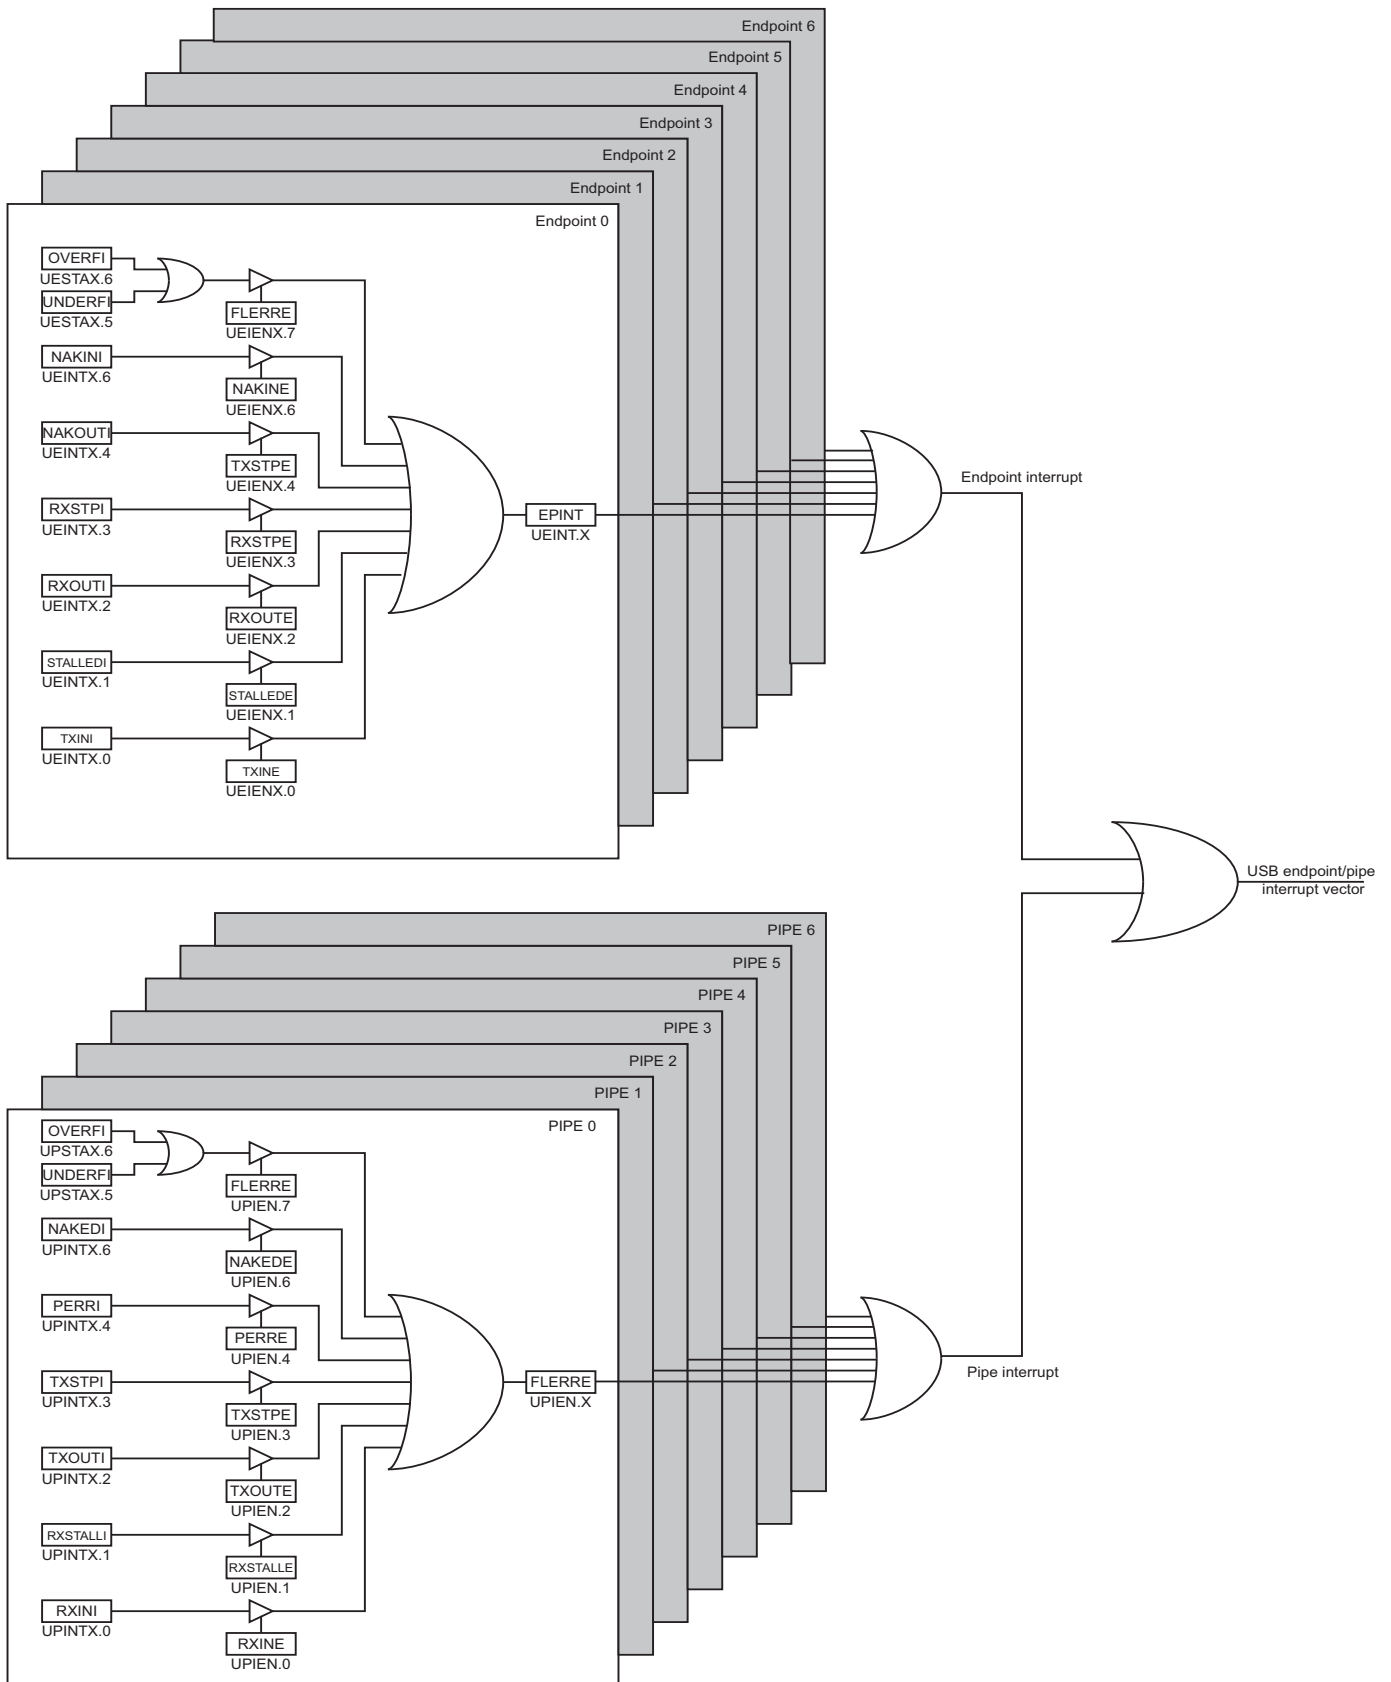 Endpoint 6
Endpoint 5
Endpoint 4
Endpoint 3
Endpoint 2
Endpoint 1
Endpoint 0
OVERFI
UESTAX.6
UNDERFI
UESTAX.5
FLERRE
UEIENX.7
NAKINI
UEINTX.6
NAKINE
UEIENX.6
NAKOUTI
UEINTX.4
TXSTPE
UEIENX.4
RXSTPI
UEINTX.3
RXSTPE
UEIENX.3
RXOUTI
UEINTX.2
RXOUTE
UEIENX.2
STALLEDI
UEINTX.1
STALLEDE
UEIENX.1
TXINI
UEINTX.0
TXINE
UEIENX.0
EPINT
UEINT.X
Endpoint interrupt
USB endpoint/pipe
interrupt vector
PIPE 6
PIPE 5
PIPE 4
PIPE 3
PIPE 2
PIPE 1
PIPE 0
OVERFI
UPSTAX.6
UNDERFI
UPSTAX.5
FLERRE
UPIEN.7
NAKEDI
UPINTX.6
NAKEDE
UPIEN.6
PERRI
UPINTX.4
PERRE
UPIEN.4
TXSTPI
UPINTX.3
TXSTPE
UPIEN.3
TXOUTI
UPINTX.2
TXOUTE
UPIEN.2
RXSTALLI
UPINTX.1
RXSTALLE
UPIEN.1
RXINI
UPINTX.0
RXINE
UPIEN.0
FLERRE
UPIEN.X
Pipe interrupt